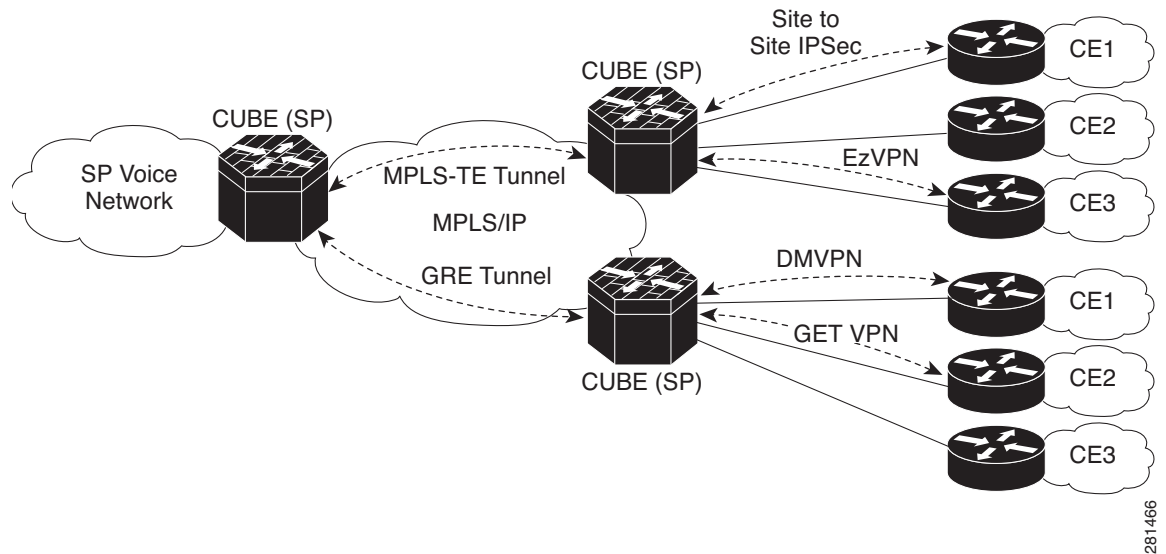 Site to
Site IPSec
CE1
CUBE (SP)
CUBE (SP)
CE2
SP Voice
Network
MPLS-TE Tunnel
EzVPN
CE3
MPLS/IP
DMVPN
GRE Tunnel
CE1
GET VPN
CE2
CUBE (SP)
CE3
281466